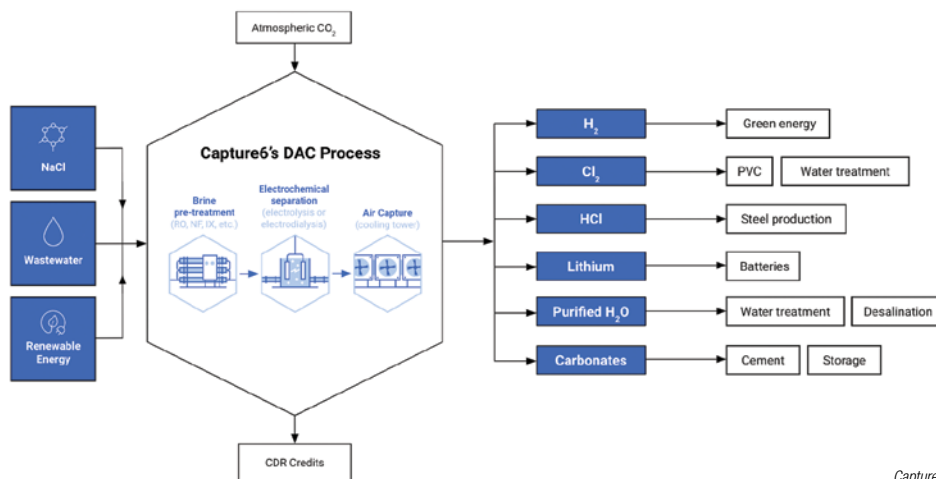 Atmospheric CO₂
NaCl
Wastewater
Renewable
Energy
Capture6's DAC Process
Brine
pre-treatment
(RO, NF, IX, etc.)
Electrochemical
separation
(electrolysis or
electrodialysis)
Air Capture
(cooling tower)
H₂
Green energy
Cl₂
PVC
Water treatment
HCl
Steel production
Lithium
Batteries
Purified H₂O
Water treatment
Desalination
Carbonates
Cement
Storage
CDR Credits
Capture